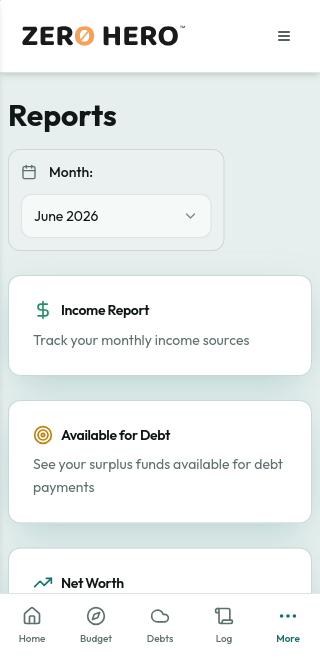 ZERO HERO™
Reports
Month:
June 2026
Income Report
Track your monthly income sources
Available for Debt
See your surplus funds available for debt
payments
Net Worth
Home Budget Debts Log More